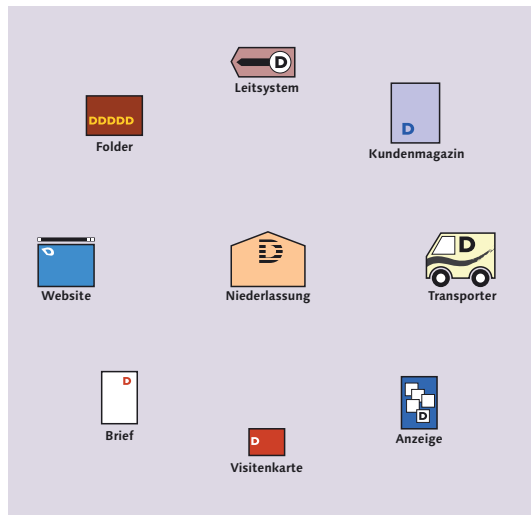 D
Leitsystem
DDDDD
Folder
D
Kundenmagazin
D
Website
D
Niederlassung
D
Transporter
D
Brief
D
Visitenkarte
D
Anzeige